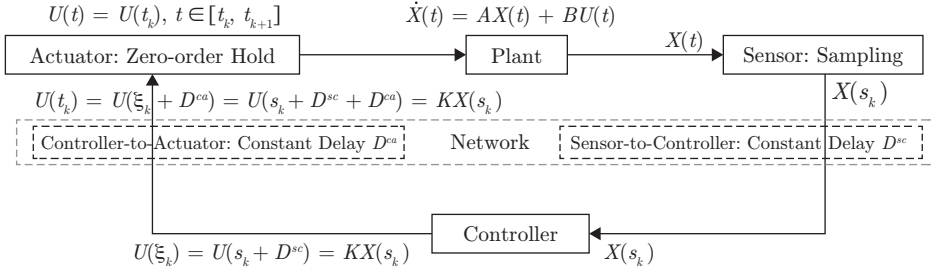 U(t) = U(t_k), t ∈ [t_k, t_{k+1}]
Ẋ(t) = AX(t) + BU(t)
Actuator: Zero-order Hold
Plant
X(t)
Sensor: Sampling
U(t_k) = U(ξ_k + D^{ca}) = U(s_k + D^{sc} + D^{ca}) = KX(s_k)
X(s_k)
Controller-to-Actuator: Constant Delay D^{ca}
Network
Sensor-to-Controller: Constant Delay D^{sc}
Controller
U(ξ_k) = U(s_k + D^{sc}) = KX(s_k)
X(s_k)